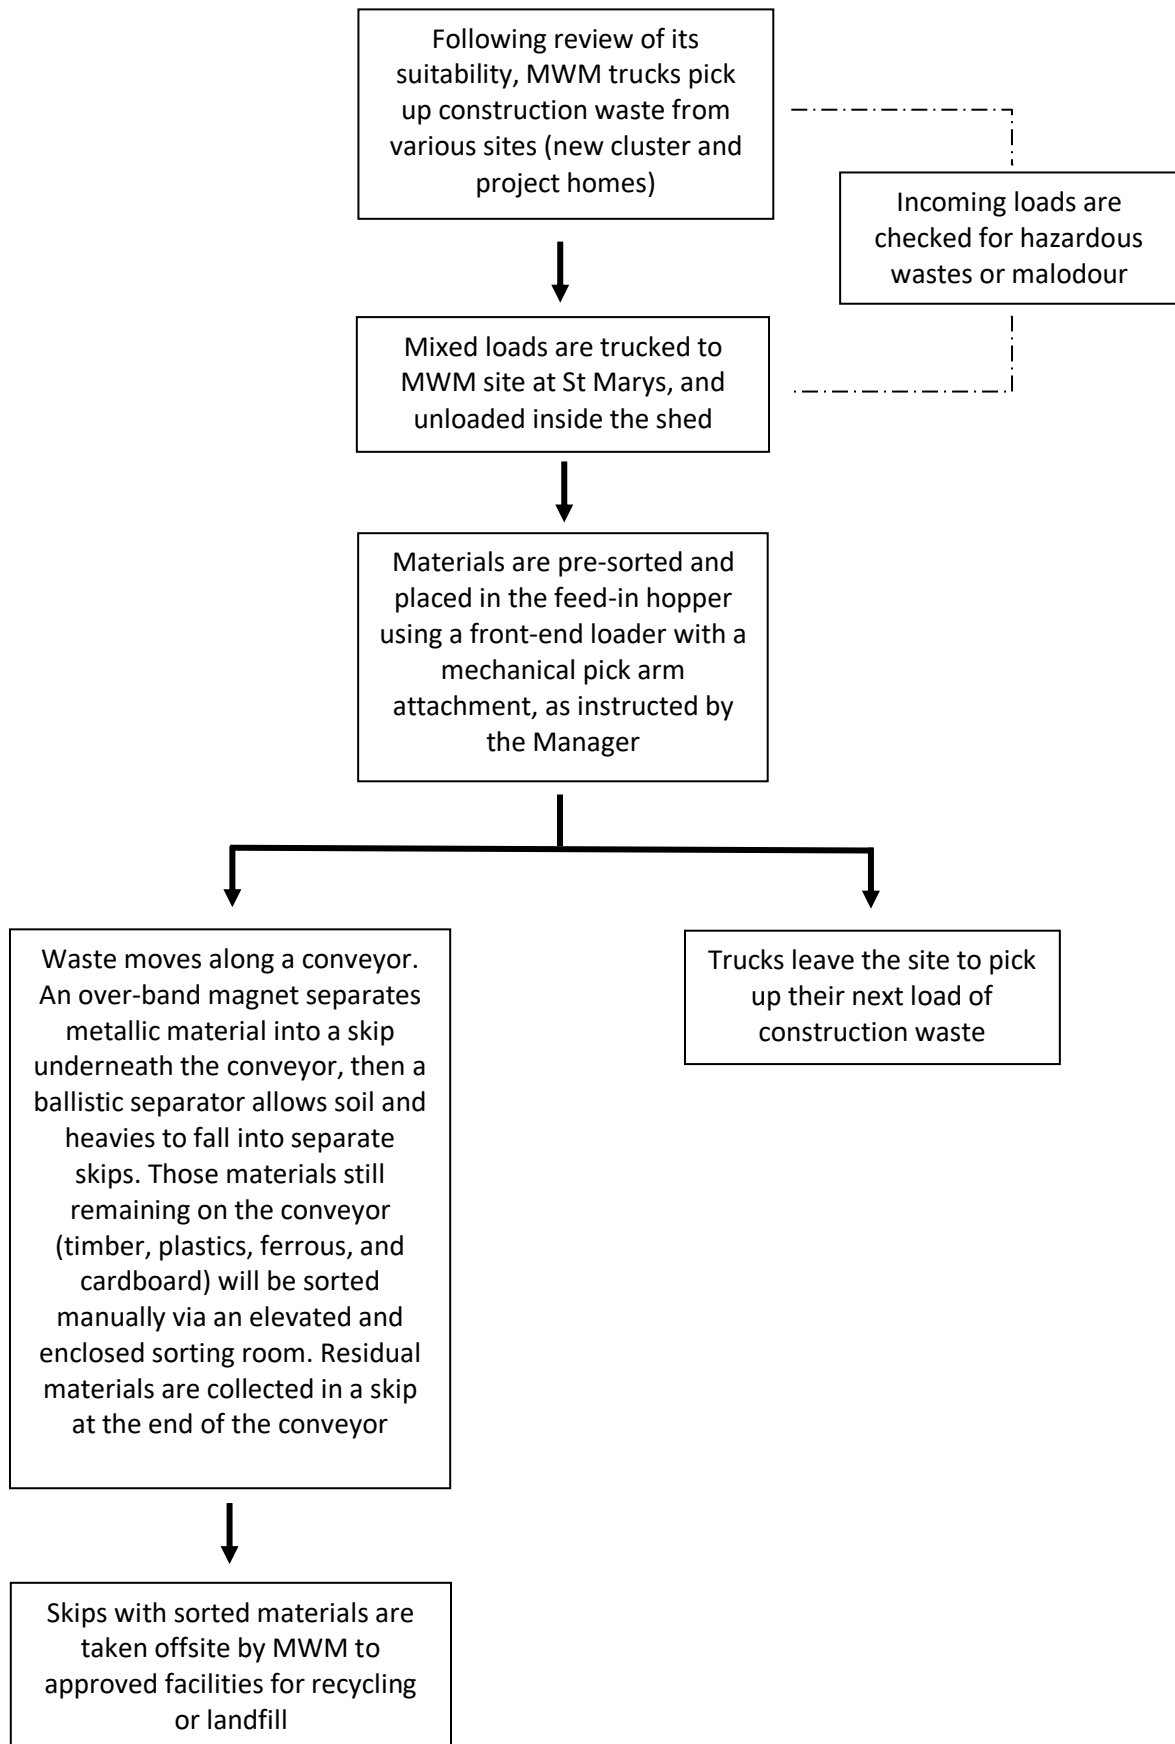 Following review of its
suitability, MWM trucks pick
up construction waste from
various sites (new cluster and
project homes)
Incoming loads are
checked for hazardous
wastes or malodour
Mixed loads are trucked to
MWM site at St Marys, and
unloaded inside the shed
Materials are pre-sorted and
placed in the feed-in hopper
using a front-end loader with a
mechanical pick arm
attachment, as instructed by
the Manager
Waste moves along a conveyor.
An over-band magnet separates
metallic material into a skip
underneath the conveyor, then a
ballistic separator allows soil and
heavies to fall into separate
skips. Those materials still
remaining on the conveyor
(timber, plastics, ferrous, and
cardboard) will be sorted
manually via an elevated and
enclosed sorting room. Residual
materials are collected in a skip
at the end of the conveyor
Trucks leave the site to pick
up their next load of
construction waste
Skips with sorted materials are
taken offsite by MWM to
approved facilities for recycling
or landfill